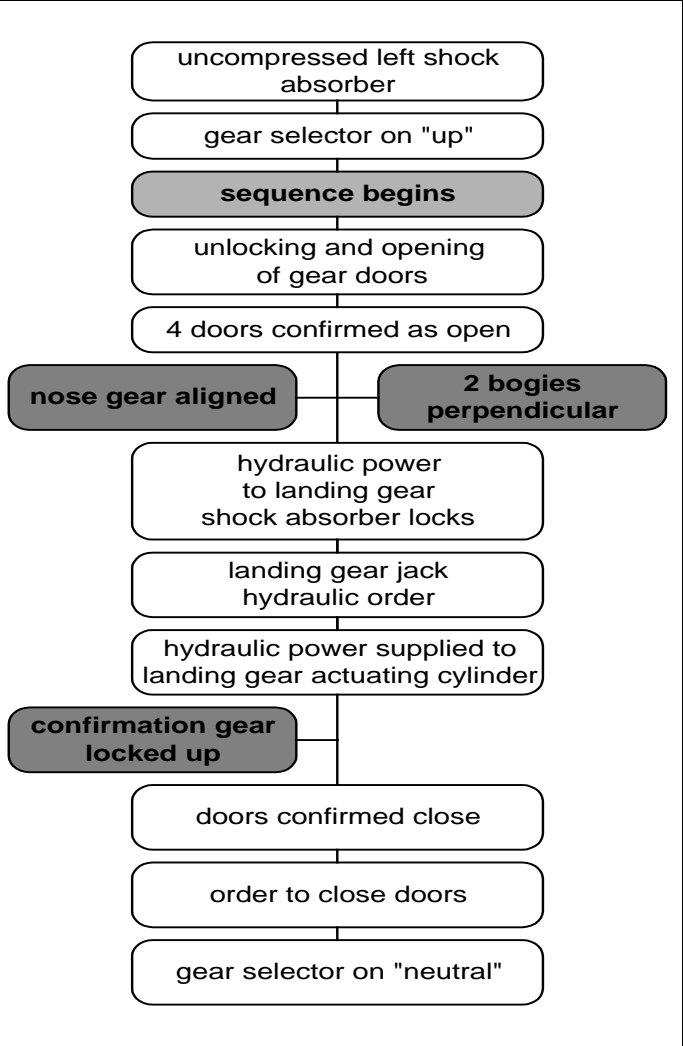 uncompressed left shock
absorber
gear selector on "up"
sequence begins
unlocking and opening
of gear doors
4 doors confirmed as open
nose gear aligned
2 bogies
perpendicular
hydraulic power
to landing gear
shock absorber locks
landing gear jack
hydraulic order
hydraulic power supplied to
landing gear actuating cylinder
confirmation gear
locked up
doors confirmed close
order to close doors
gear selector on "neutral"